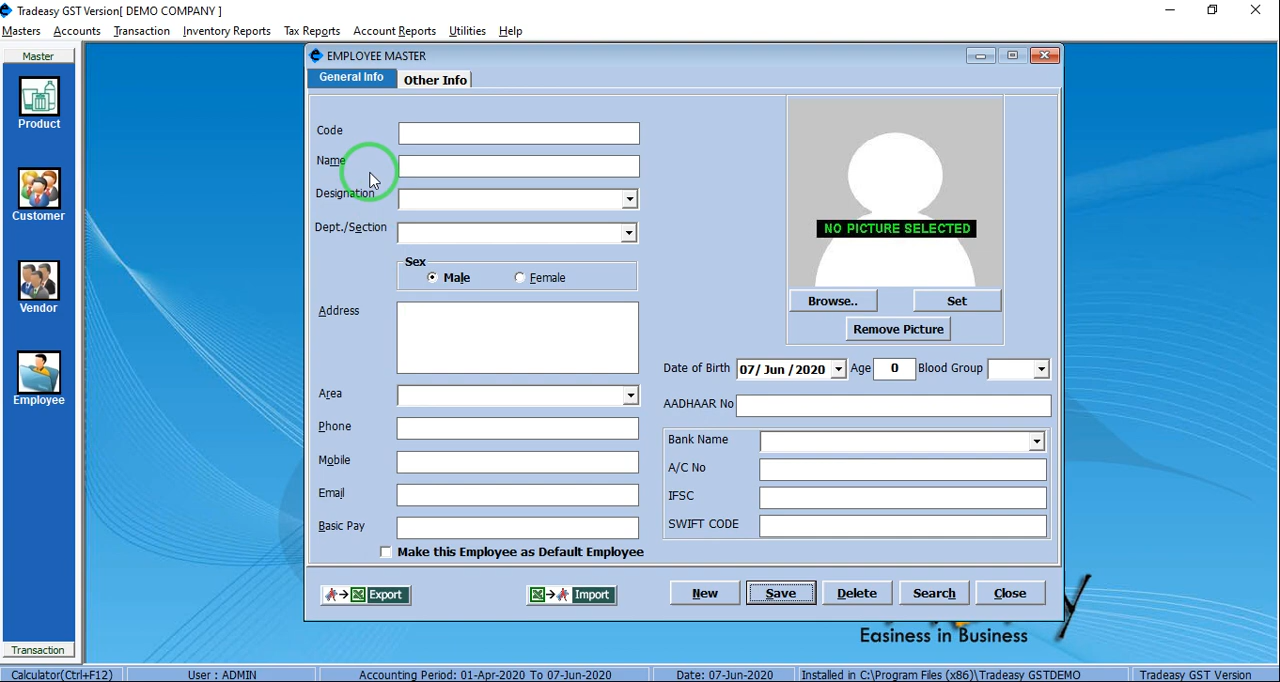 Tradeasy GST Version[ DEMO COMPANY ]
Masters Accounts Transaction Inventory Reports Tax Reports Account Reports Utilities Help
Master
Product
Customer
Vendor
Employee
Transaction
EMPLOYEE MASTER
General Info Other Info
Code
Name
Designation
Dept./Section
Sex
Male Female
Address
Area
Phone
Mobile
Email
Basic Pay
Make this Employee as Default Employee
NO PICTURE SELECTED
Browse.. Set
Remove Picture
Date of Birth 07/ Jun /2020 Age 0 Blood Group
AADHAAR No
Bank Name
A/C No
IFSC
SWIFT CODE
Export Import New Save Delete Search Close
Easiness in Business
Calculator(Ctrl+F12) User : ADMIN Accounting Period: 01-Apr-2020 To 07-Jun-2020 Date: 07-Jun-2020 Installed in C:\Program Files (x86)\Tradeasy GSTDEMO Tradeasy GST Version